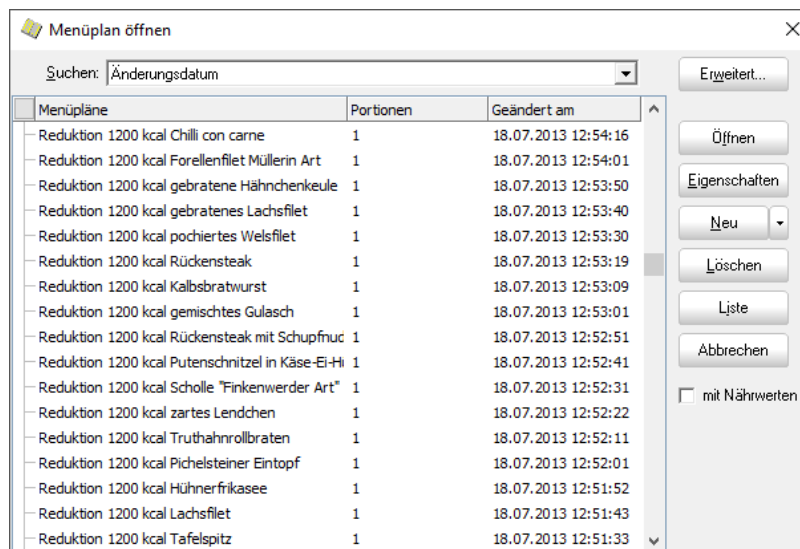 Menüplan öffnen
Suchen: Änderungsdatum Erweitert...
Menüpläne Portionen Geändert am
Reduktion 1200 kcal Chilli con carne 1 18.07.2013 12:54:16 Öffnen
Reduktion 1200 kcal Forellenfilet Müllerin Art 1 18.07.2013 12:54:01
Reduktion 1200 kcal gebratene Hähnchenkeule 1 18.07.2013 12:53:50 Eigenschaften
Reduktion 1200 kcal gebratenes Lachsfilet 1 18.07.2013 12:53:40 Neu
Reduktion 1200 kcal pochiertes Welsfilet 1 18.07.2013 12:53:30
Reduktion 1200 kcal Rückensteak 1 18.07.2013 12:53:19 Löschen
Reduktion 1200 kcal Kalbsbratwurst 1 18.07.2013 12:53:09
Reduktion 1200 kcal gemischtes Gulasch 1 18.07.2013 12:53:01 Liste
Reduktion 1200 kcal Rückensteak mit Schupfnud 1 18.07.2013 12:52:51 Abbrechen
Reduktion 1200 kcal Putenschnitzel in Käse-Ei-H 1 18.07.2013 12:52:41
Reduktion 1200 kcal Scholle "Finkenwerder Art" 1 18.07.2013 12:52:31 mit Nährwerten
Reduktion 1200 kcal zartes Lendchen 1 18.07.2013 12:52:22
Reduktion 1200 kcal Truthahnrollbraten 1 18.07.2013 12:52:11
Reduktion 1200 kcal Pichelsteiner Eintopf 1 18.07.2013 12:52:01
Reduktion 1200 kcal Hühnerfrikasee 1 18.07.2013 12:51:52
Reduktion 1200 kcal Lachsfilet 1 18.07.2013 12:51:43
Reduktion 1200 kcal Tafelspitz 1 18.07.2013 12:51:33